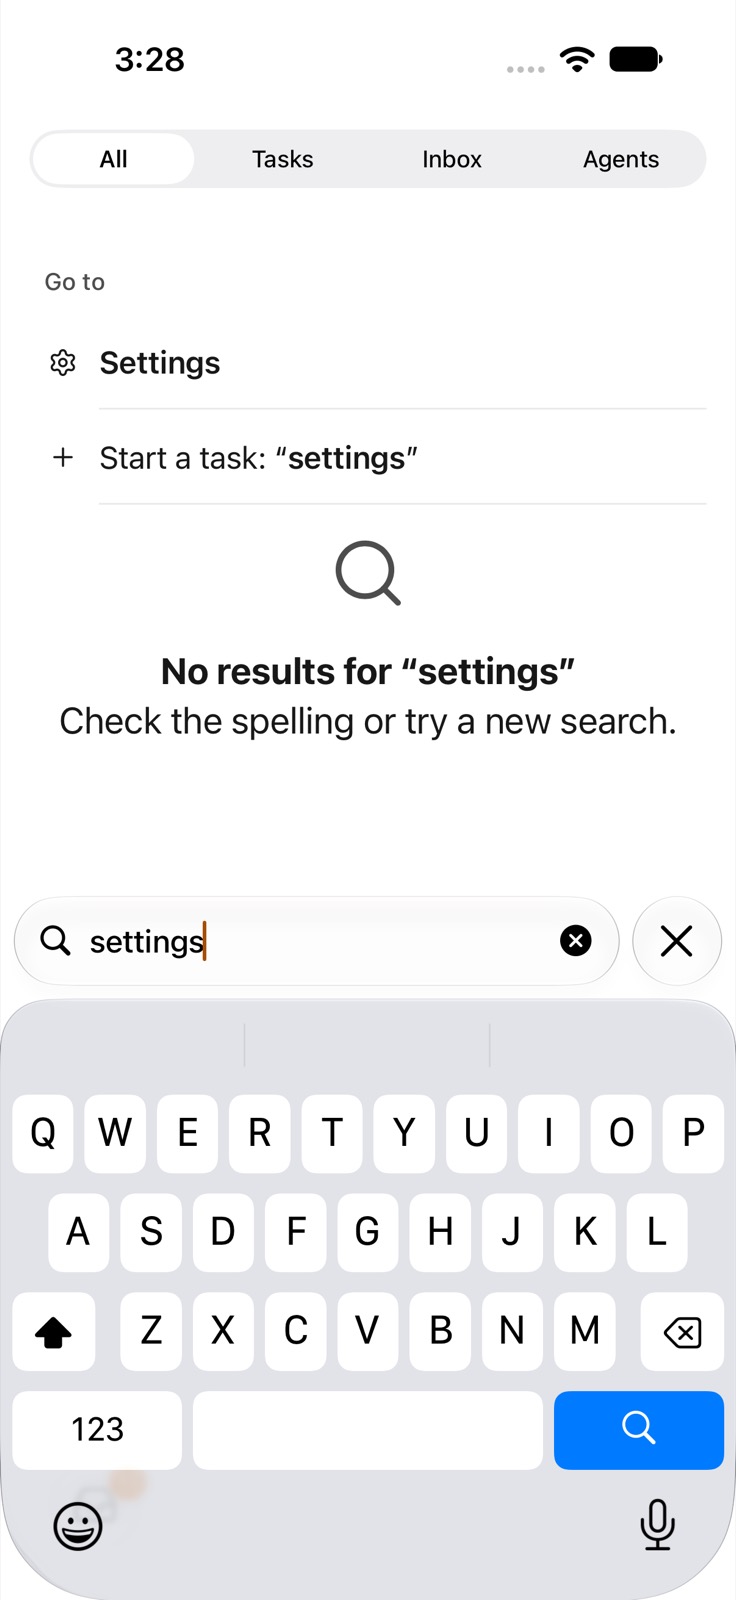 3:28
All Tasks Inbox Agents
Go to
Settings
Start a task: “settings”
No results for “settings”
Check the spelling or try a new search.
settings
Q W E R T Y U I O P
A S D F G H J K L
Z X C V B N M
123